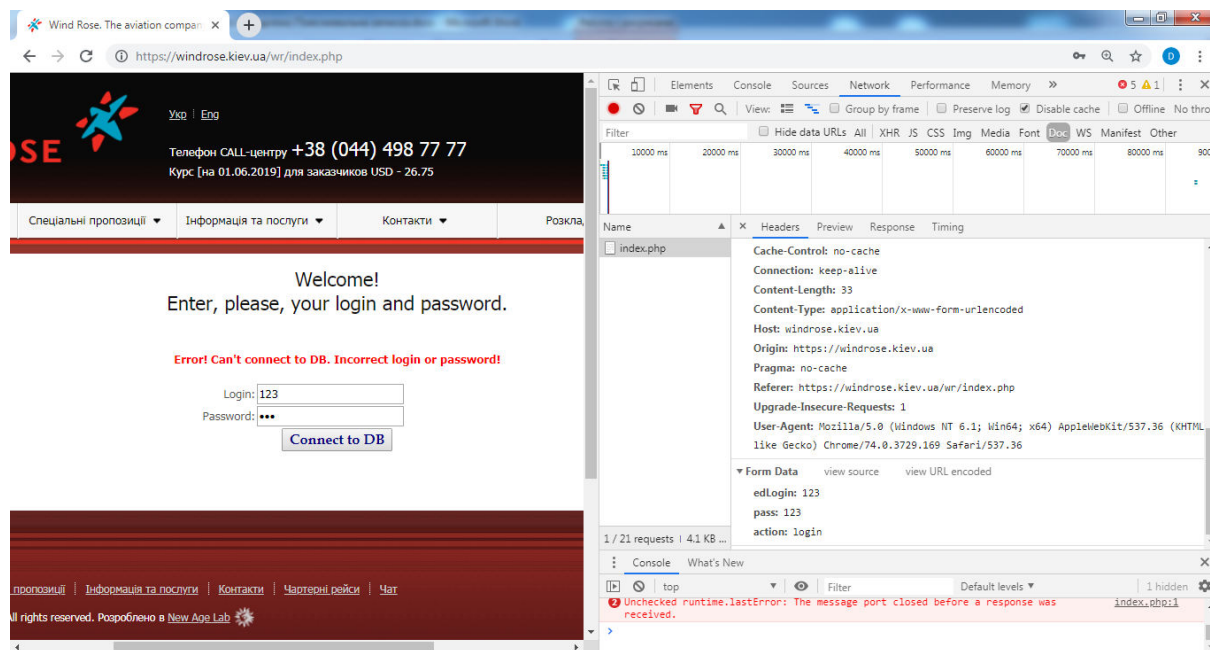 Wind Rose. The aviation compan
https://windrose.kiev.ua/wr/index.php
D
OSE
Укр | Eng
Телефон CALL-центру +38 (044) 498 77 77
Курс [на 01.06.2019] для заказчиков USD - 26.75
Спеціальні пропозиції ▼ Інформація та послуги ▼ Контакти ▼ Розкла
Welcome!
Enter, please, your login and password.
Error! Can't connect to DB. Incorrect login or password!
Login: 123
Password: •••
Connect to DB
пропозиції | Інформація та послуги | Контакти | Чартерні рейси | Чат
All rights reserved. Розроблено в New Age Lab
Elements Console Sources Network Performance Memory » 5 1
View: Group by frame Preserve log Disable cache Offline No thro
Filter Hide data URLs All XHR JS CSS Img Media Font Doc WS Manifest Other
10000 ms 20000 ms 30000 ms 40000 ms 50000 ms 60000 ms 70000 ms 80000 ms 900
Name ▲ × Headers Preview Response Timing
index.php
Cache-Control: no-cache
Connection: keep-alive
Content-Length: 33
Content-Type: application/x-www-form-urlencoded
Host: windrose.kiev.ua
Origin: https://windrose.kiev.ua
Pragma: no-cache
Referer: https://windrose.kiev.ua/wr/index.php
Upgrade-Insecure-Requests: 1
User-Agent: Mozilla/5.0 (Windows NT 6.1; Win64; x64) AppleWebKit/537.36 (KHTML
like Gecko) Chrome/74.0.3729.169 Safari/537.36
▼ Form Data view source view URL encoded
edLogin: 123
pass: 123
action: login
1 / 21 requests | 4.1 KB ...
Console What's New
top ▼ Filter Default levels ▼ 1 hidden
2 Unchecked runtime.lastError: The message port closed before a response was index.php:1
received.